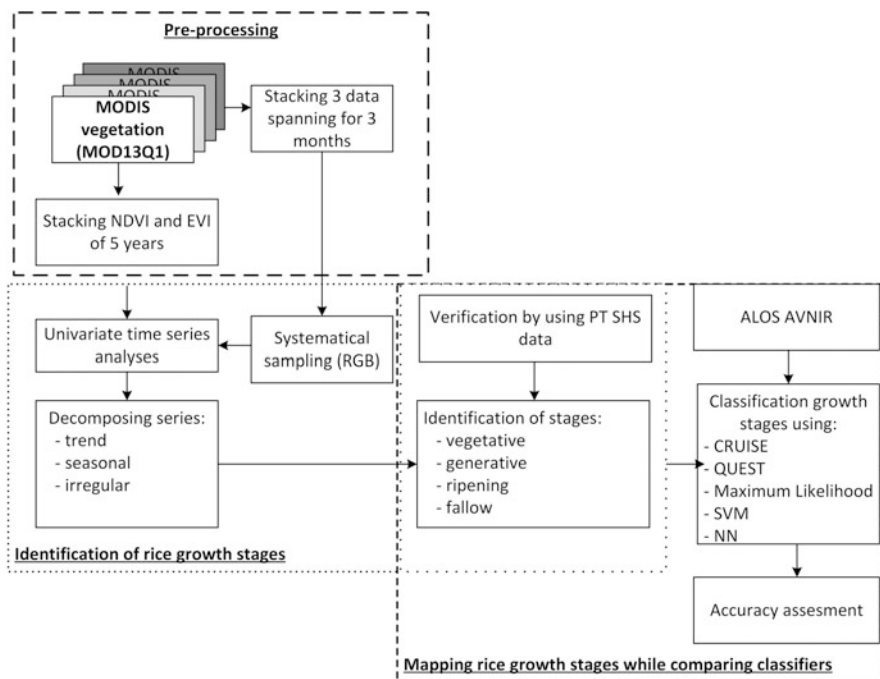 Pre-processing
MODIS
MODIS
MODIS
MODIS
vegetation
(MOD13Q1)
Stacking 3 data
spanning for 3
months
Stacking NDVI and EVI
of 5 years
Univariate time series
analyses
Systematical
sampling (RGB)
Decomposing series:
- trend
- seasonal
- irregular
Identification of rice growth stages
Verification by using PT SHS
data
Identification of stages:
- vegetative
- generative
- ripening
- fallow
ALOS AVNIR
Classification growth
stages using:
- CRUISE
- QUEST
- Maximum Likelihood
- SVM
- NN
Accuracy assesment
Mapping rice growth stages while comparing classifiers